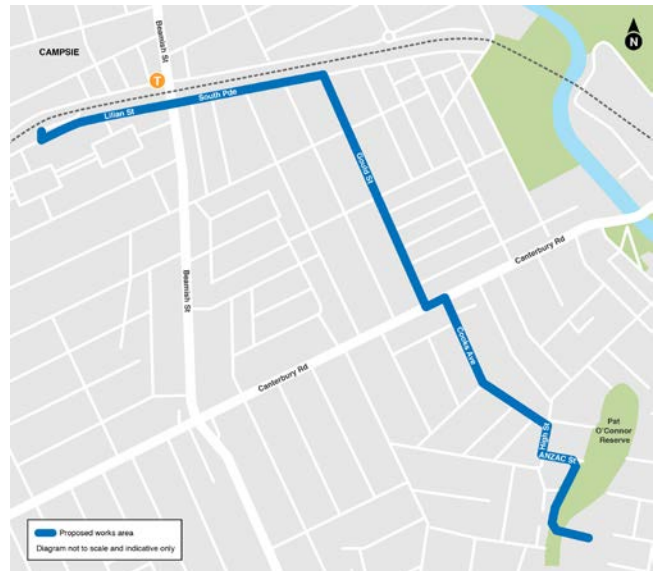 Beamish St
N
CAMPSIE
T
South Pde
Lilian St
Gould St
Canterbury Rd
Beamish St
Cooks Ave
Canterbury Rd
Pat
O'Connor
Reserve
High St
ANZAC St
Proposed works area
Diagram not to scale and indicative only